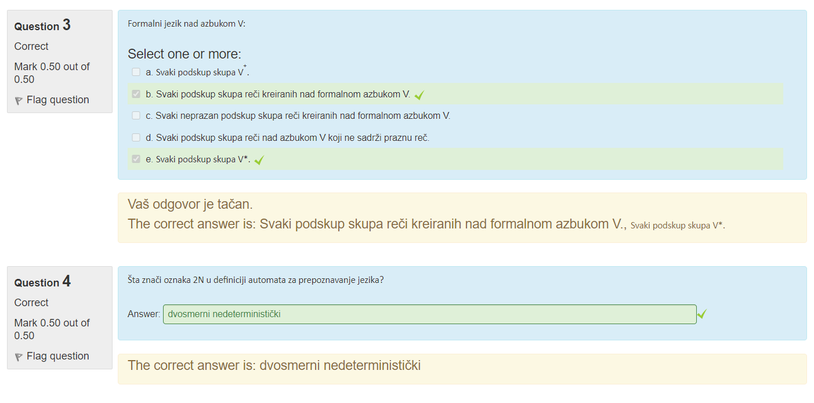 Question 3
Correct
Mark 0.50 out of
0.50
Flag question
Formalni jezik nad azbukom V:
Select one or more:
a. Svaki podskup skupa V⁺.
b. Svaki podskup skupa reči kreiranih nad formalnom azbukom V.
c. Svaki neprazan podskup skupa reči kreiranih nad formalnom azbukom V.
d. Svaki podskup skupa reči nad azbukom V koji ne sadrži praznu reč.
e. Svaki podskup skupa V*.
Vaš odgovor je tačan.
The correct answer is: Svaki podskup skupa reči kreiranih nad formalnom azbukom V., Svaki podskup skupa V*.
Question 4
Correct
Mark 0.50 out of
0.50
Flag question
Šta znači oznaka 2N u definiciji automata za prepoznavanje jezika?
Answer: dvosmerni nedeterministički
The correct answer is: dvosmerni nedeterministički